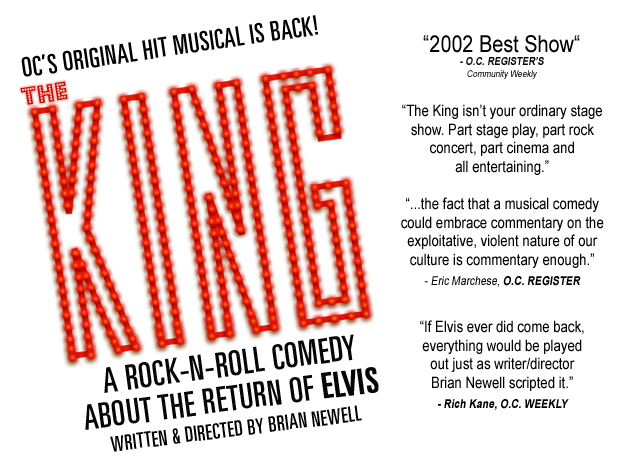 OC'S ORIGINAL HIT MUSICAL IS BACK!
THE
KING
A ROCK-N-ROLL COMEDY
ABOUT THE RETURN OF ELVIS
WRITTEN & DIRECTED BY BRIAN NEWELL
“2002 Best Show“
- O.C. REGISTER'S
Community Weekly
“The King isn't your ordinary stage
show. Part stage play, part rock
concert, part cinema and
all entertaining.”
“...the fact that a musical comedy
could embrace commentary on the
exploitative, violent nature of our
culture is commentary enough.”
- Eric Marchese, O.C. REGISTER
“If Elvis ever did come back,
everything would be played
out just as writer/director
Brian Newell scripted it.”
- Rich Kane, O.C. WEEKLY